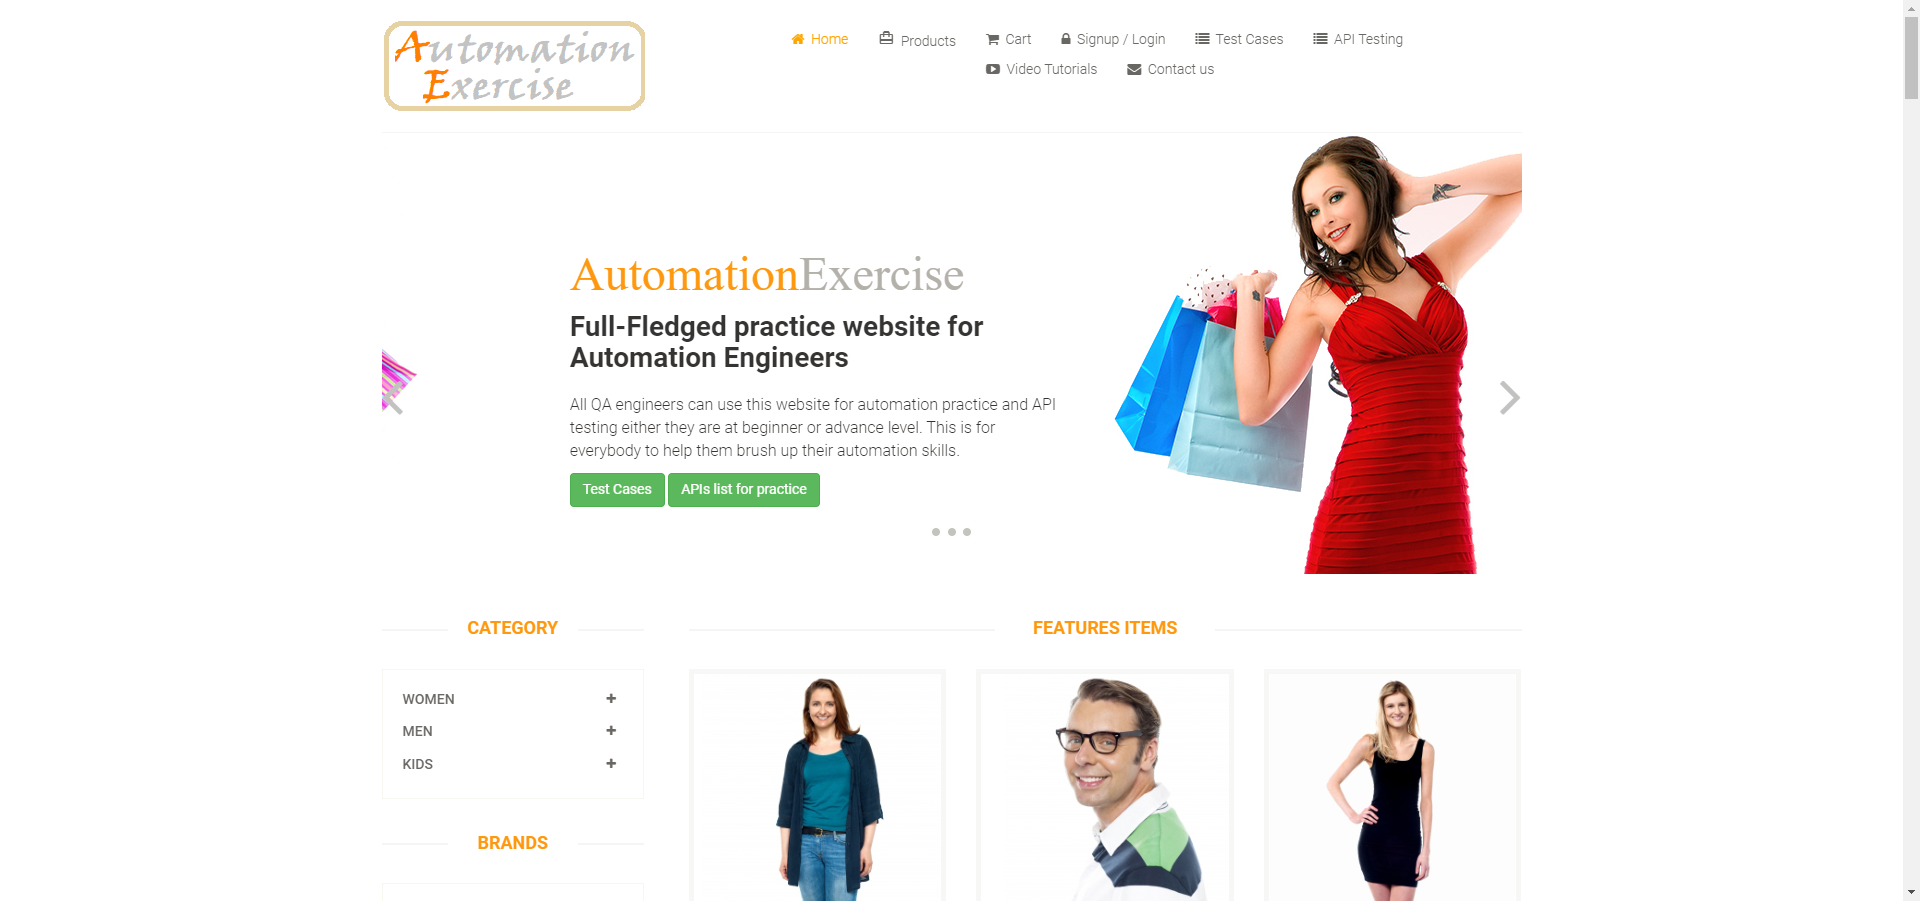 Automation
Exercise
Home
Products
Cart
Signup / Login
Test Cases
API Testing
Video Tutorials
Contact us
AutomationExercise
Full-Fledged practice website for
Automation Engineers
All QA engineers can use this website for automation practice and API
testing either they are at beginner or advance level. This is for
everybody to help them brush up their automation skills.
Test Cases
APIs list for practice
CATEGORY
WOMEN
MEN
KIDS
BRANDS
FEATURES ITEMS